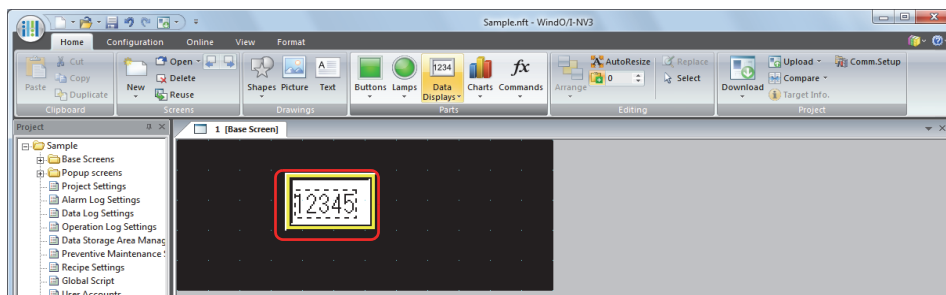 Sample.nft - WindO/I-NV3
Home Configuration Online View Format
Cut
Copy
Duplicate
Paste
Clipboard
New
Open
Delete
Reuse
Screens
Shapes Picture Text
Drawings
Buttons Lamps
1234
Data
Displays
Charts
fx
Commands
Parts
Arrange
AutoResize
0
Replace
Select
Editing
Download
Upload
Compare
Target Info.
Comm.Setup
Project
Project
1 [Base Screen]
Sample
Base Screens
Popup screens
Project Settings
Alarm Log Settings
Data Log Settings
Operation Log Settings
Data Storage Area Manag
Preventive Maintenance S
Recipe Settings
Global Script
User Accounts
12345